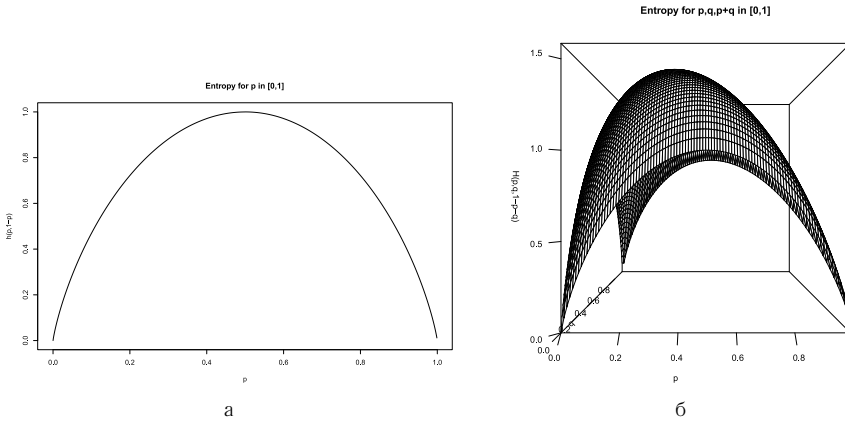 Entropy for p,q,p+q in [0,1]
Entropy for p in [0,1]
h(p,1−p)
0.0
0.2
0.4
0.6
0.8
1.0
0.0 0.2 0.4 0.6 0.8 1.0
p
а
H(p,q,1−p−q)
1.5
1.0
0.5
0.0
0.0
0.4
0.6
0.8
0.0 0.2 0.4 0.6 0.8
p
б